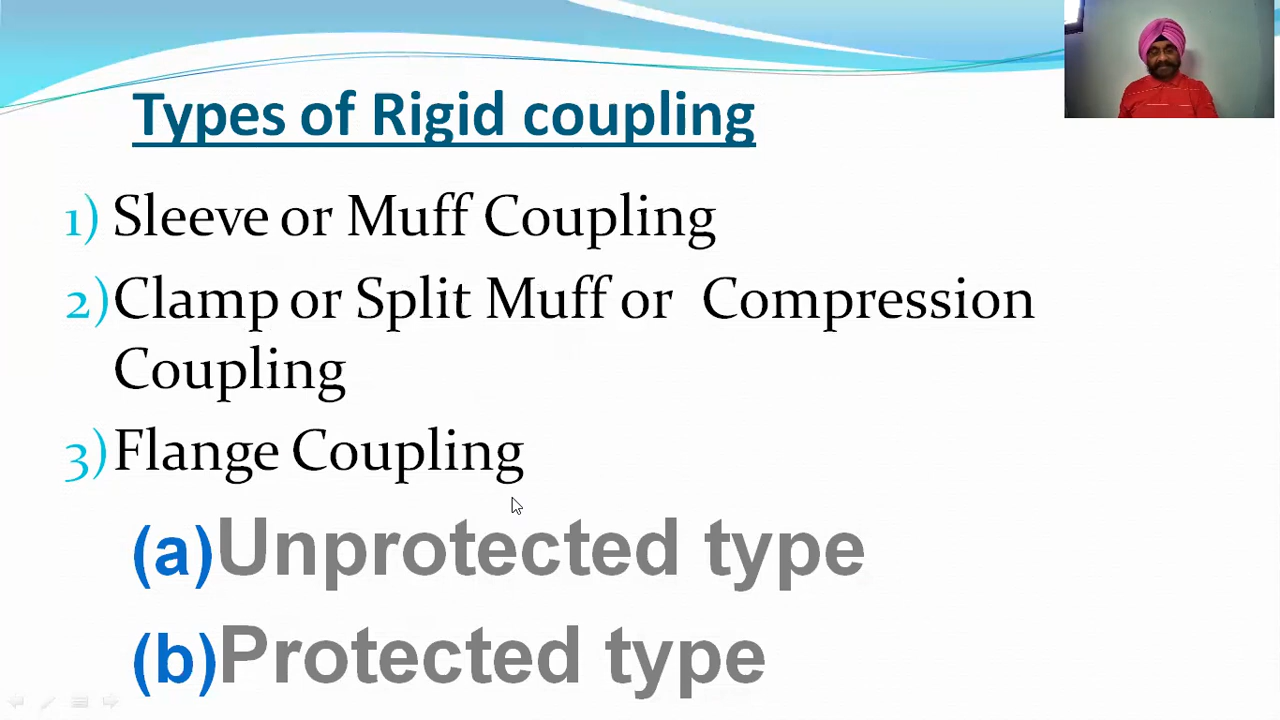 Types of Rigid coupling
1) Sleeve or Muff Coupling
2) Clamp or Split Muff or Compression
Coupling
3) Flange Coupling
(a)Unprotected type
(b)Protected type